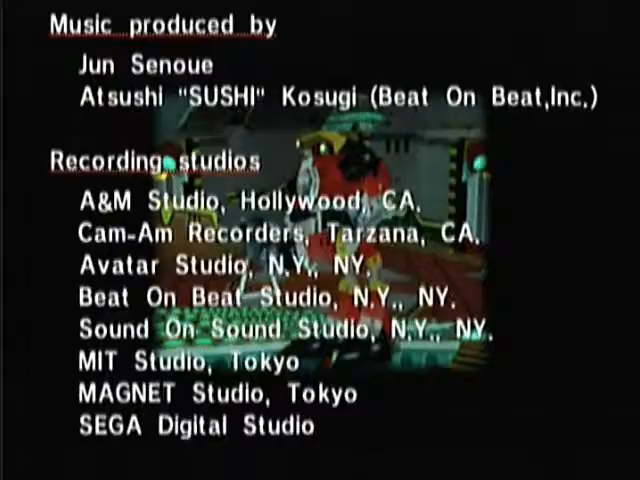 Music produced by
Jun Senoue
Atsushi "SUSHI" Kosugi (Beat On Beat,Inc.)
Recording studios
A&M Studio, Hollywood, CA.
Cam-Am Recorders, Tarzana, CA.
Avatar Studio, N.Y., NY.
Beat On Beat Studio, N.Y., NY.
Sound On Sound Studio, N.Y., NY.
MIT Studio, Tokyo
MAGNET Studio, Tokyo
SEGA Digital Studio